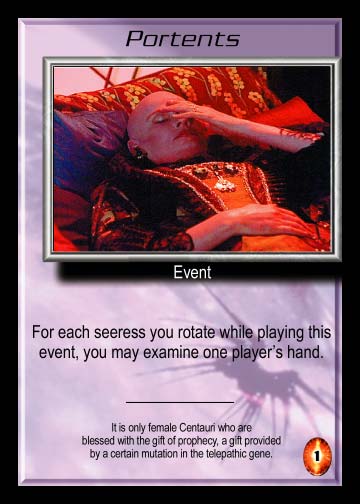 Portents
Event
For each seeress you rotate while playing this
event, you may examine one player's hand.
It is only female Centauri who are
blessed with the gift of prophecy, a gift provided
by a certain mutation in the telepathic gene.
1